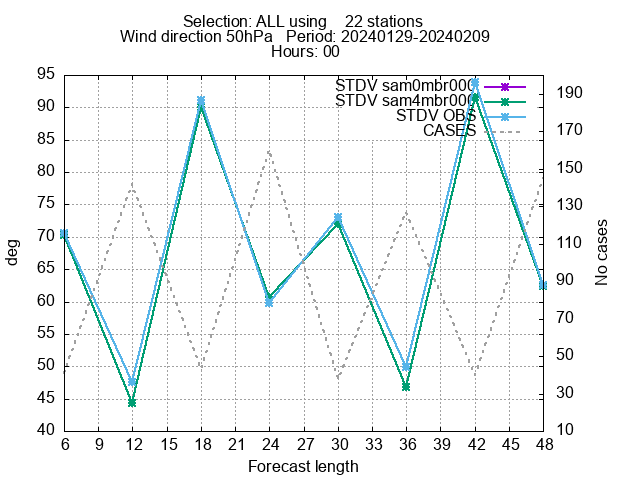 Selection: ALL using 22 stations
Wind direction 50hPa Period: 20240129-20240209
Hours: 00
STDV sam0mbr000
STDV sam4mbr000
STDV OBS
CASES
95
90
85
80
75
70
65
60
55
50
45
40
deg
190
170
150
130
110
90
70
50
30
10
No cases
6 9 12 15 18 21 24 27 30 33 36 39 42 45 48
Forecast length